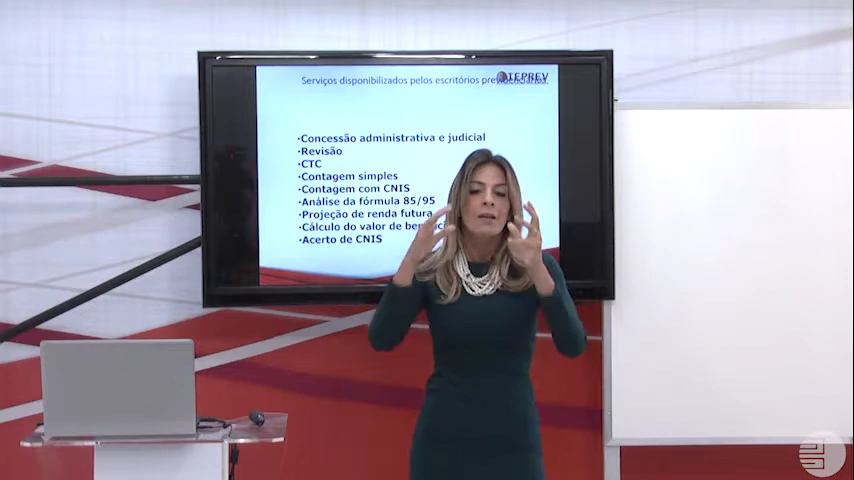 IEPREV
Serviços disponibilizados pelos escritórios previdenciários.
·Concessão administrativa e judicial
·Revisão
·CTC
·Contagem simples
·Contagem com CNIS
·Análise da fórmula 85/95
·Projeção de renda futura
·Cálculo do valor de
·Acerto de CNIS